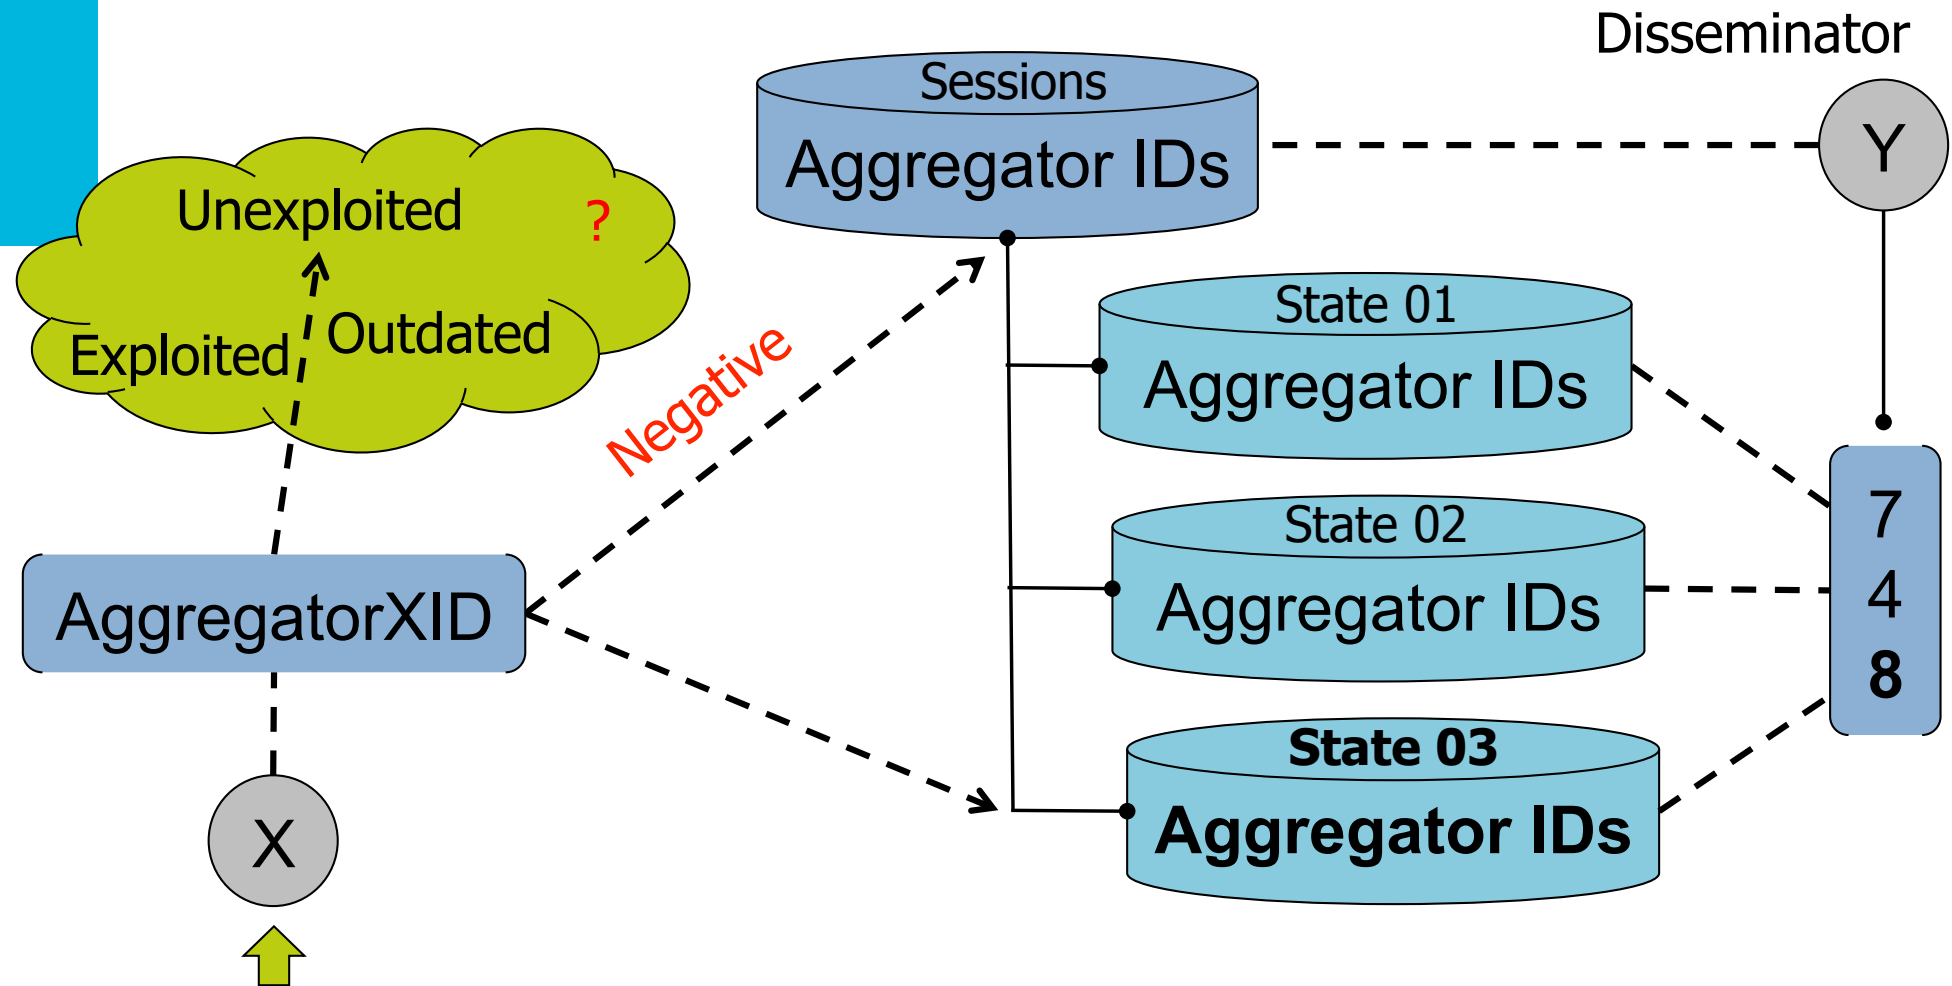 Disseminator
Sessions
Aggregator IDs
Y
Unexploited
?
Exploited
Outdated
Negative
State 01
Aggregator IDs
State 02
Aggregator IDs
State 03
Aggregator IDs
7
4
8
AggregatorXID
X